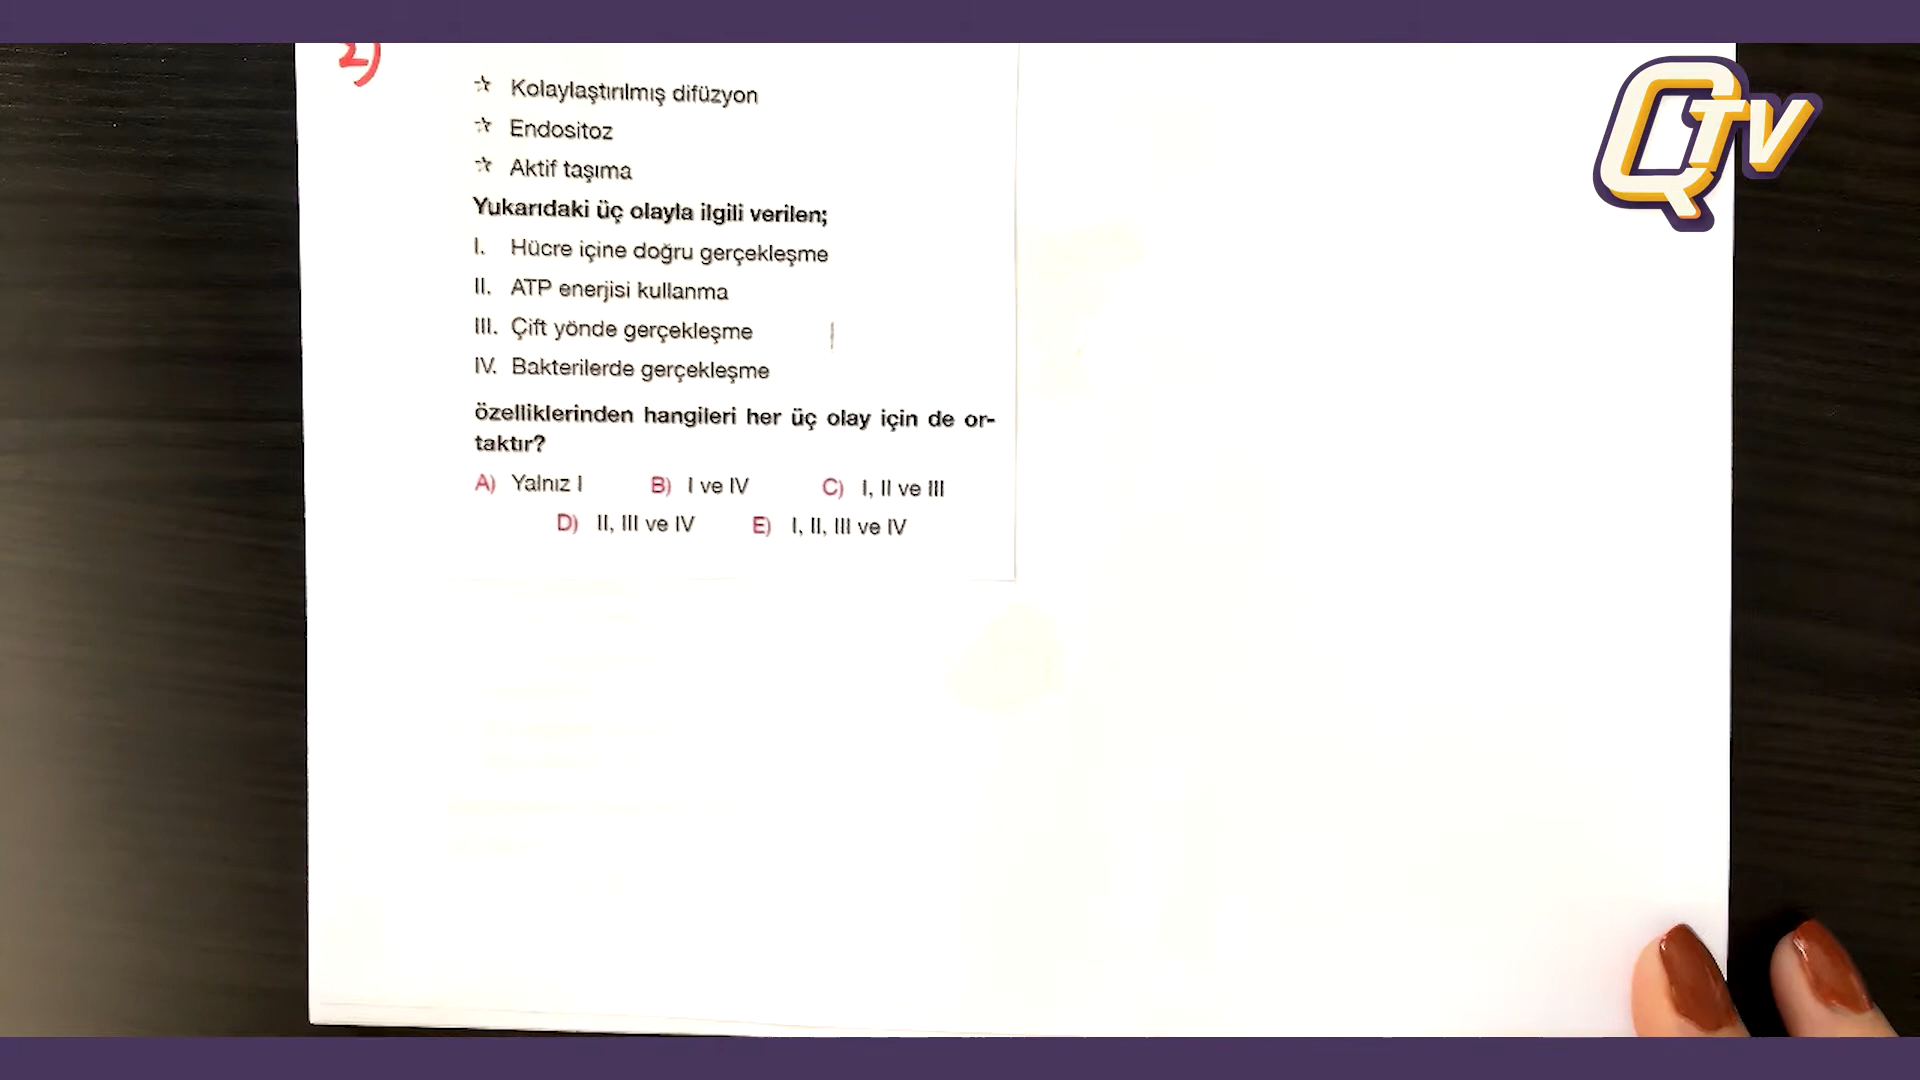 2)
☆ Kolaylaştırılmış difüzyon
☆ Endositoz
☆ Aktif taşıma
Yukarıdaki üç olayla ilgili verilen;
I. Hücre içine doğru gerçekleşme
II. ATP enerjisi kullanma
III. Çift yönde gerçekleşme
IV. Bakterilerde gerçekleşme
özelliklerinden hangileri her üç olay için de or-
taktır?
A) Yalnız I B) I ve IV C) I, II ve III
D) II, III ve IV E) I, II, III ve IV
QTV